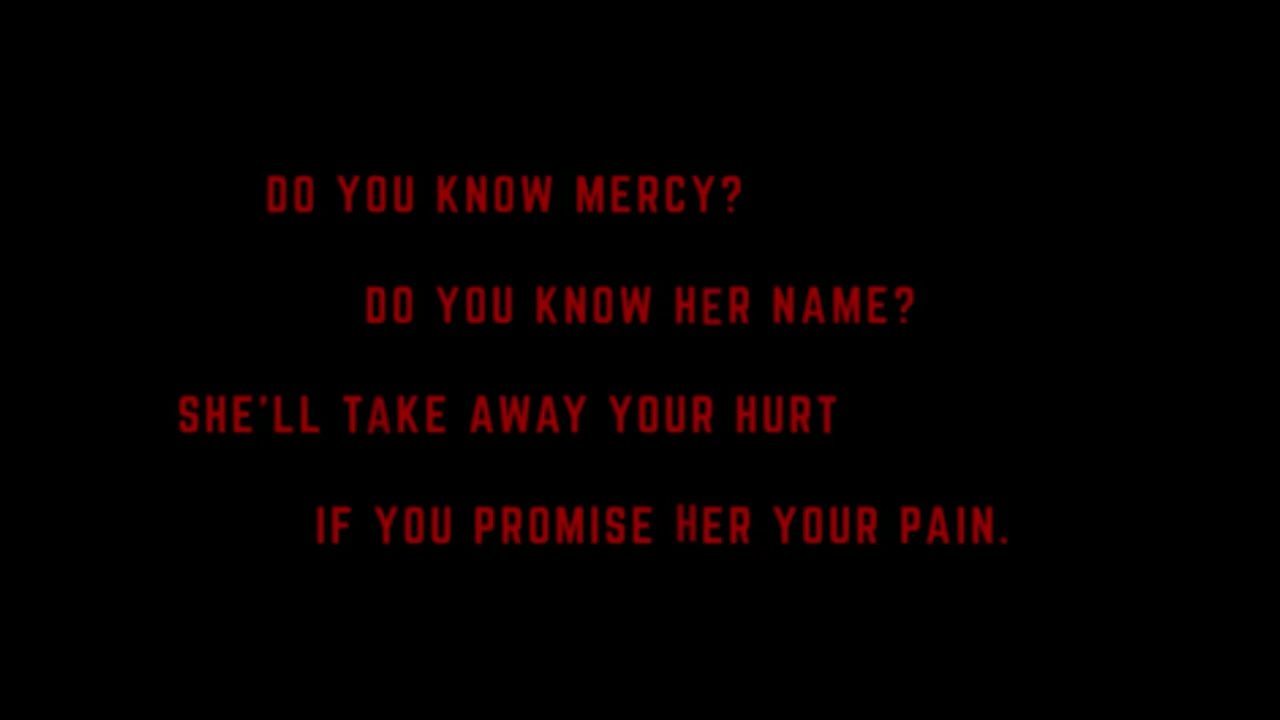 DO YOU KNOW MERCY?
DO YOU KNOW HER NAME?
SHE'LL TAKE AWAY YOUR HURT
IF YOU PROMISE HER YOUR PAIN.